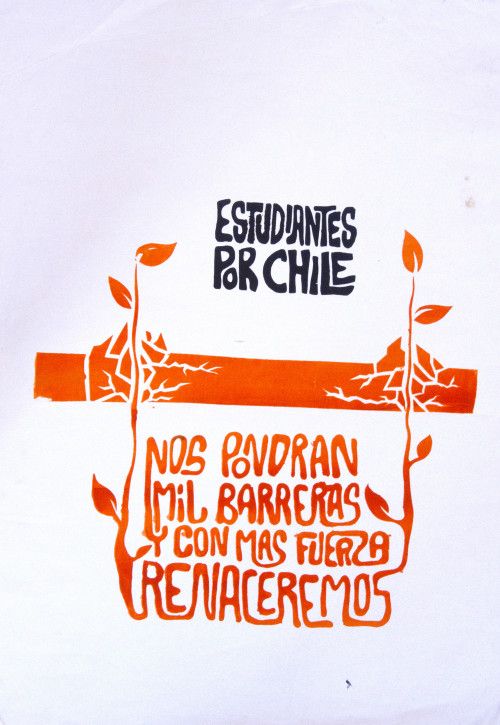 ESTUDIANTES
POR CHILE
NOS PONDRAN
MIL BARRERAS
Y CON MAS FUERZA
RENACEREMOS